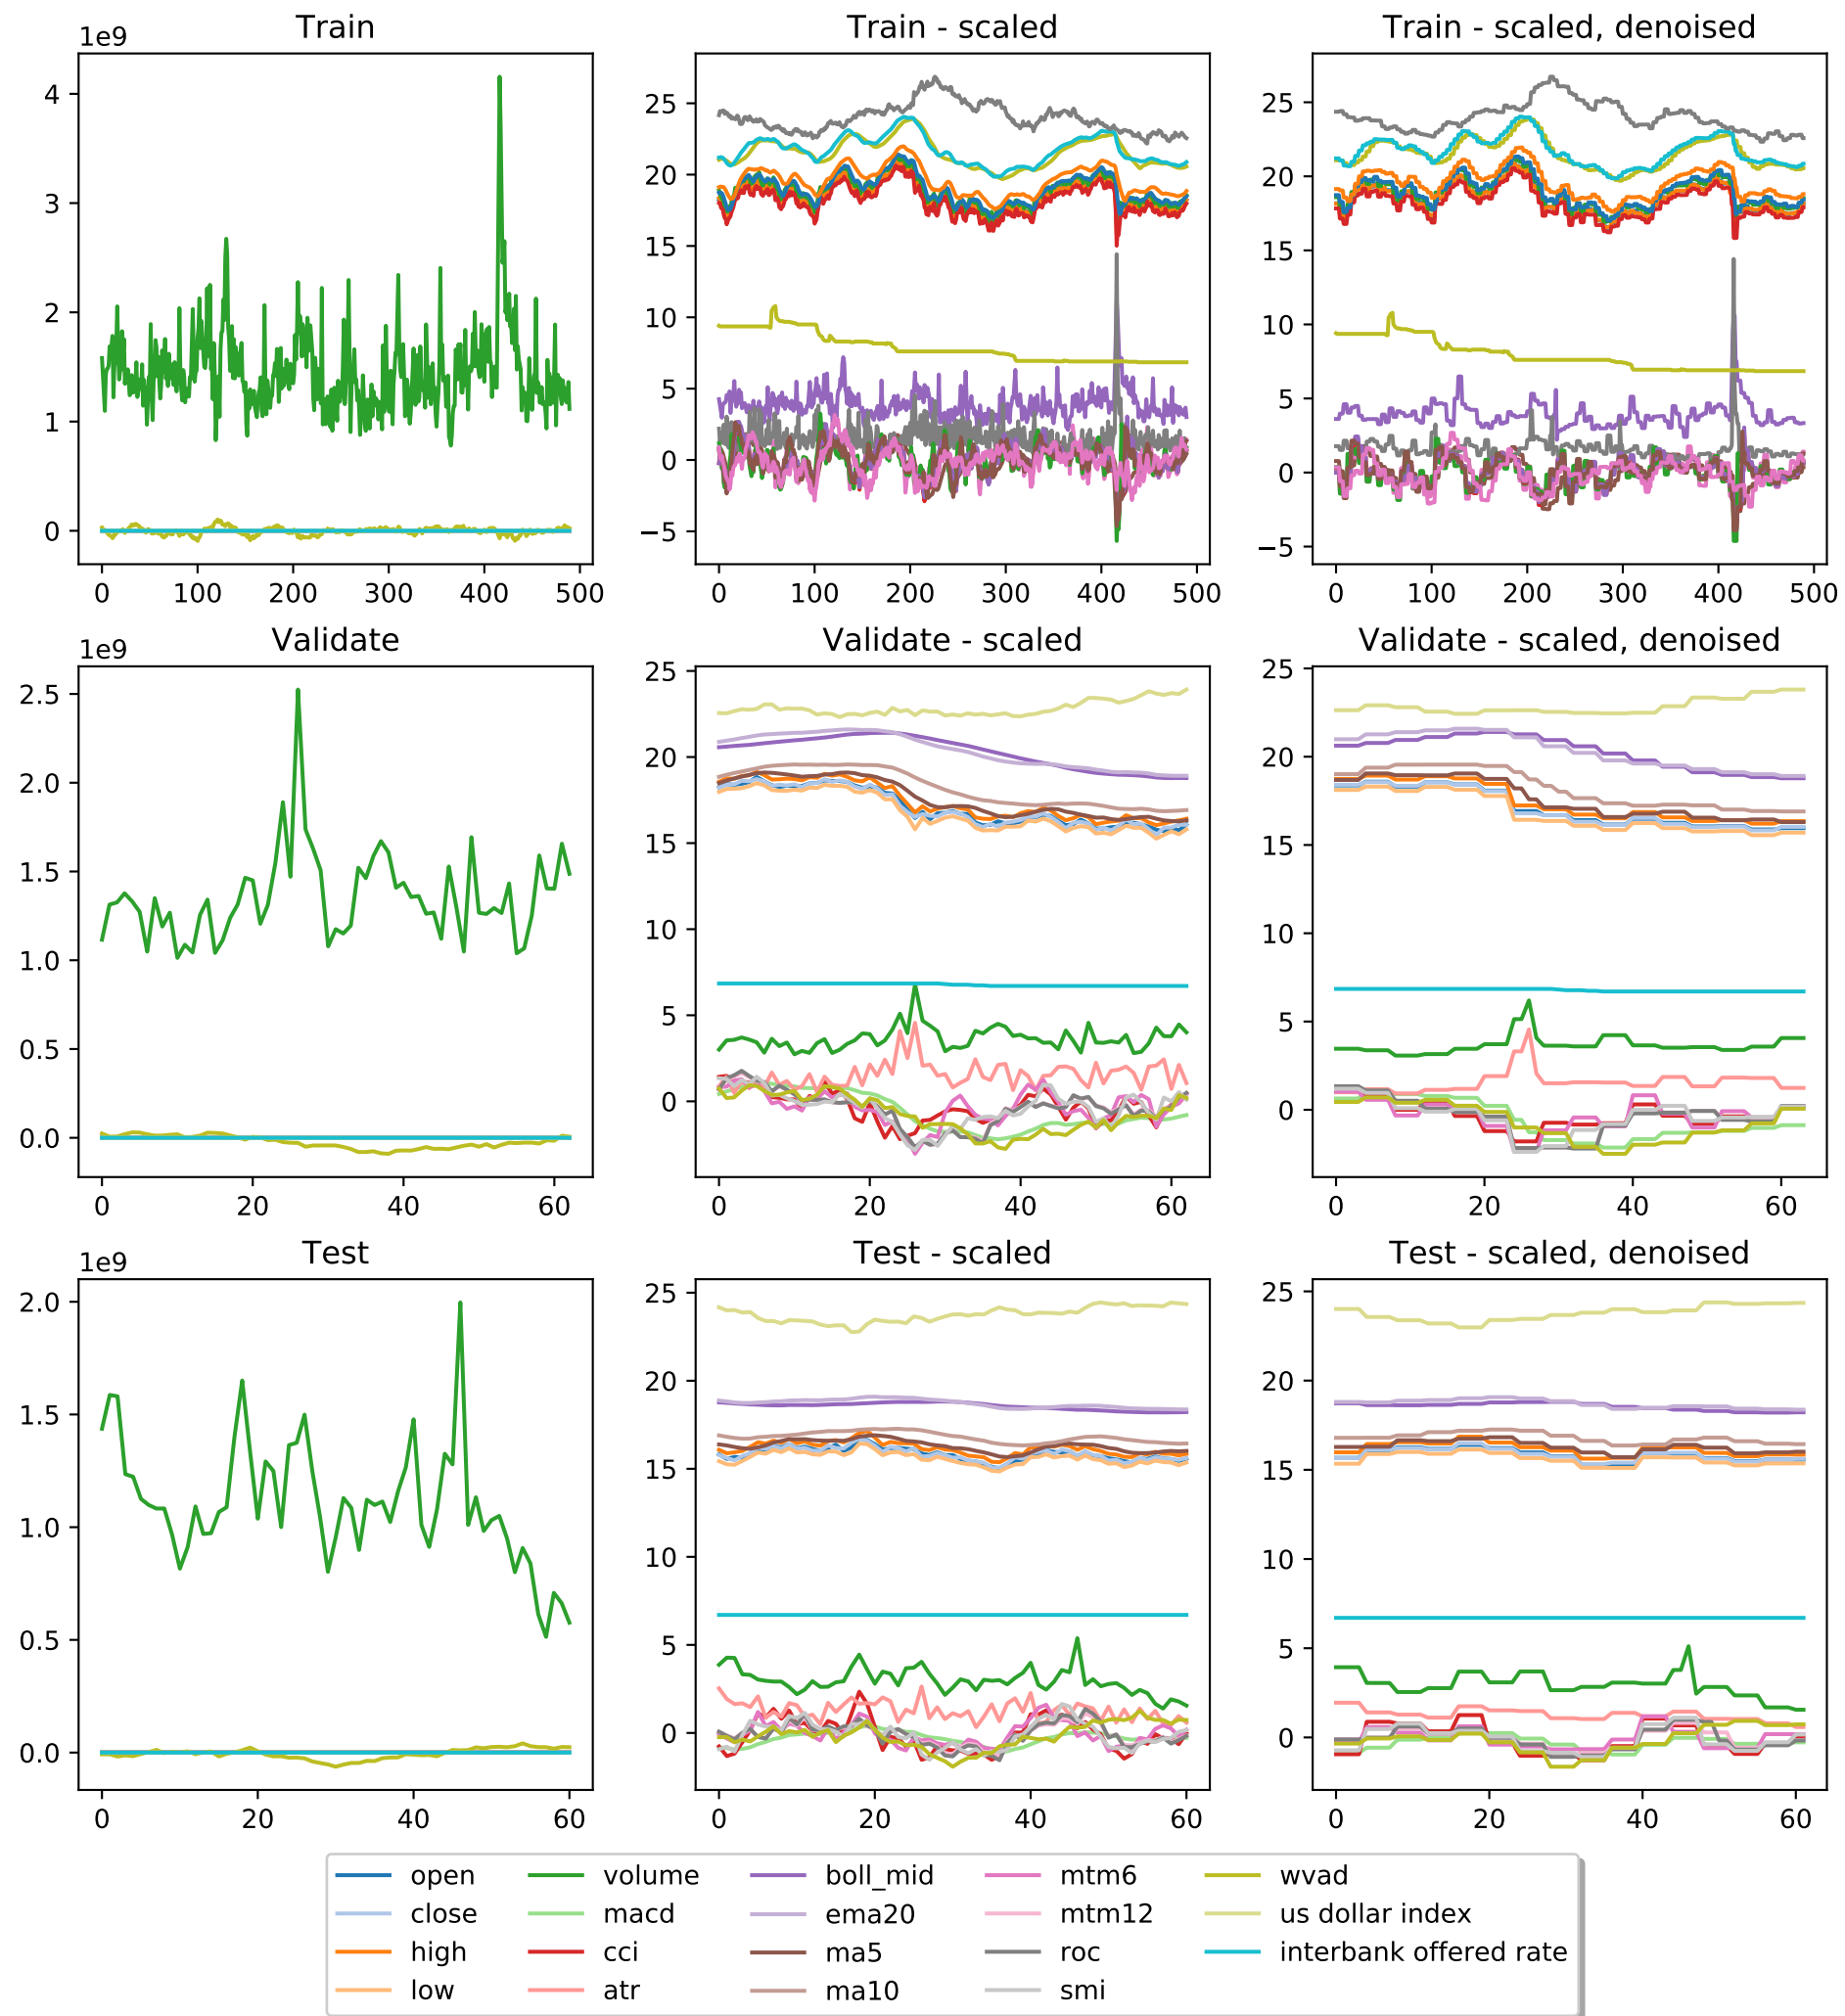 Train
Train - scaled
Train - scaled, denoised
1e9
4
3
2
1
0
0 100 200 300 400 500
25
20
15
10
5
0
−5
0 100 200 300 400 500
25
20
15
10
5
0
−5
0 100 200 300 400 500
Validate
Validate - scaled
Validate - scaled, denoised
1e9
2.5
2.0
1.5
1.0
0.5
0.0
0 20 40 60
25
20
15
10
5
0
0 20 40 60
25
20
15
10
5
0
0 20 40 60
Test
Test - scaled
Test - scaled, denoised
1e9
2.0
1.5
1.0
0.5
0.0
0 20 40 60
25
20
15
10
5
0
0 20 40 60
25
20
15
10
5
0
0 20 40 60
open volume boll_mid mtm6 wvad
close macd ema20 mtm12 us dollar index
high cci ma5 roc interbank offered rate
low atr ma10 smi